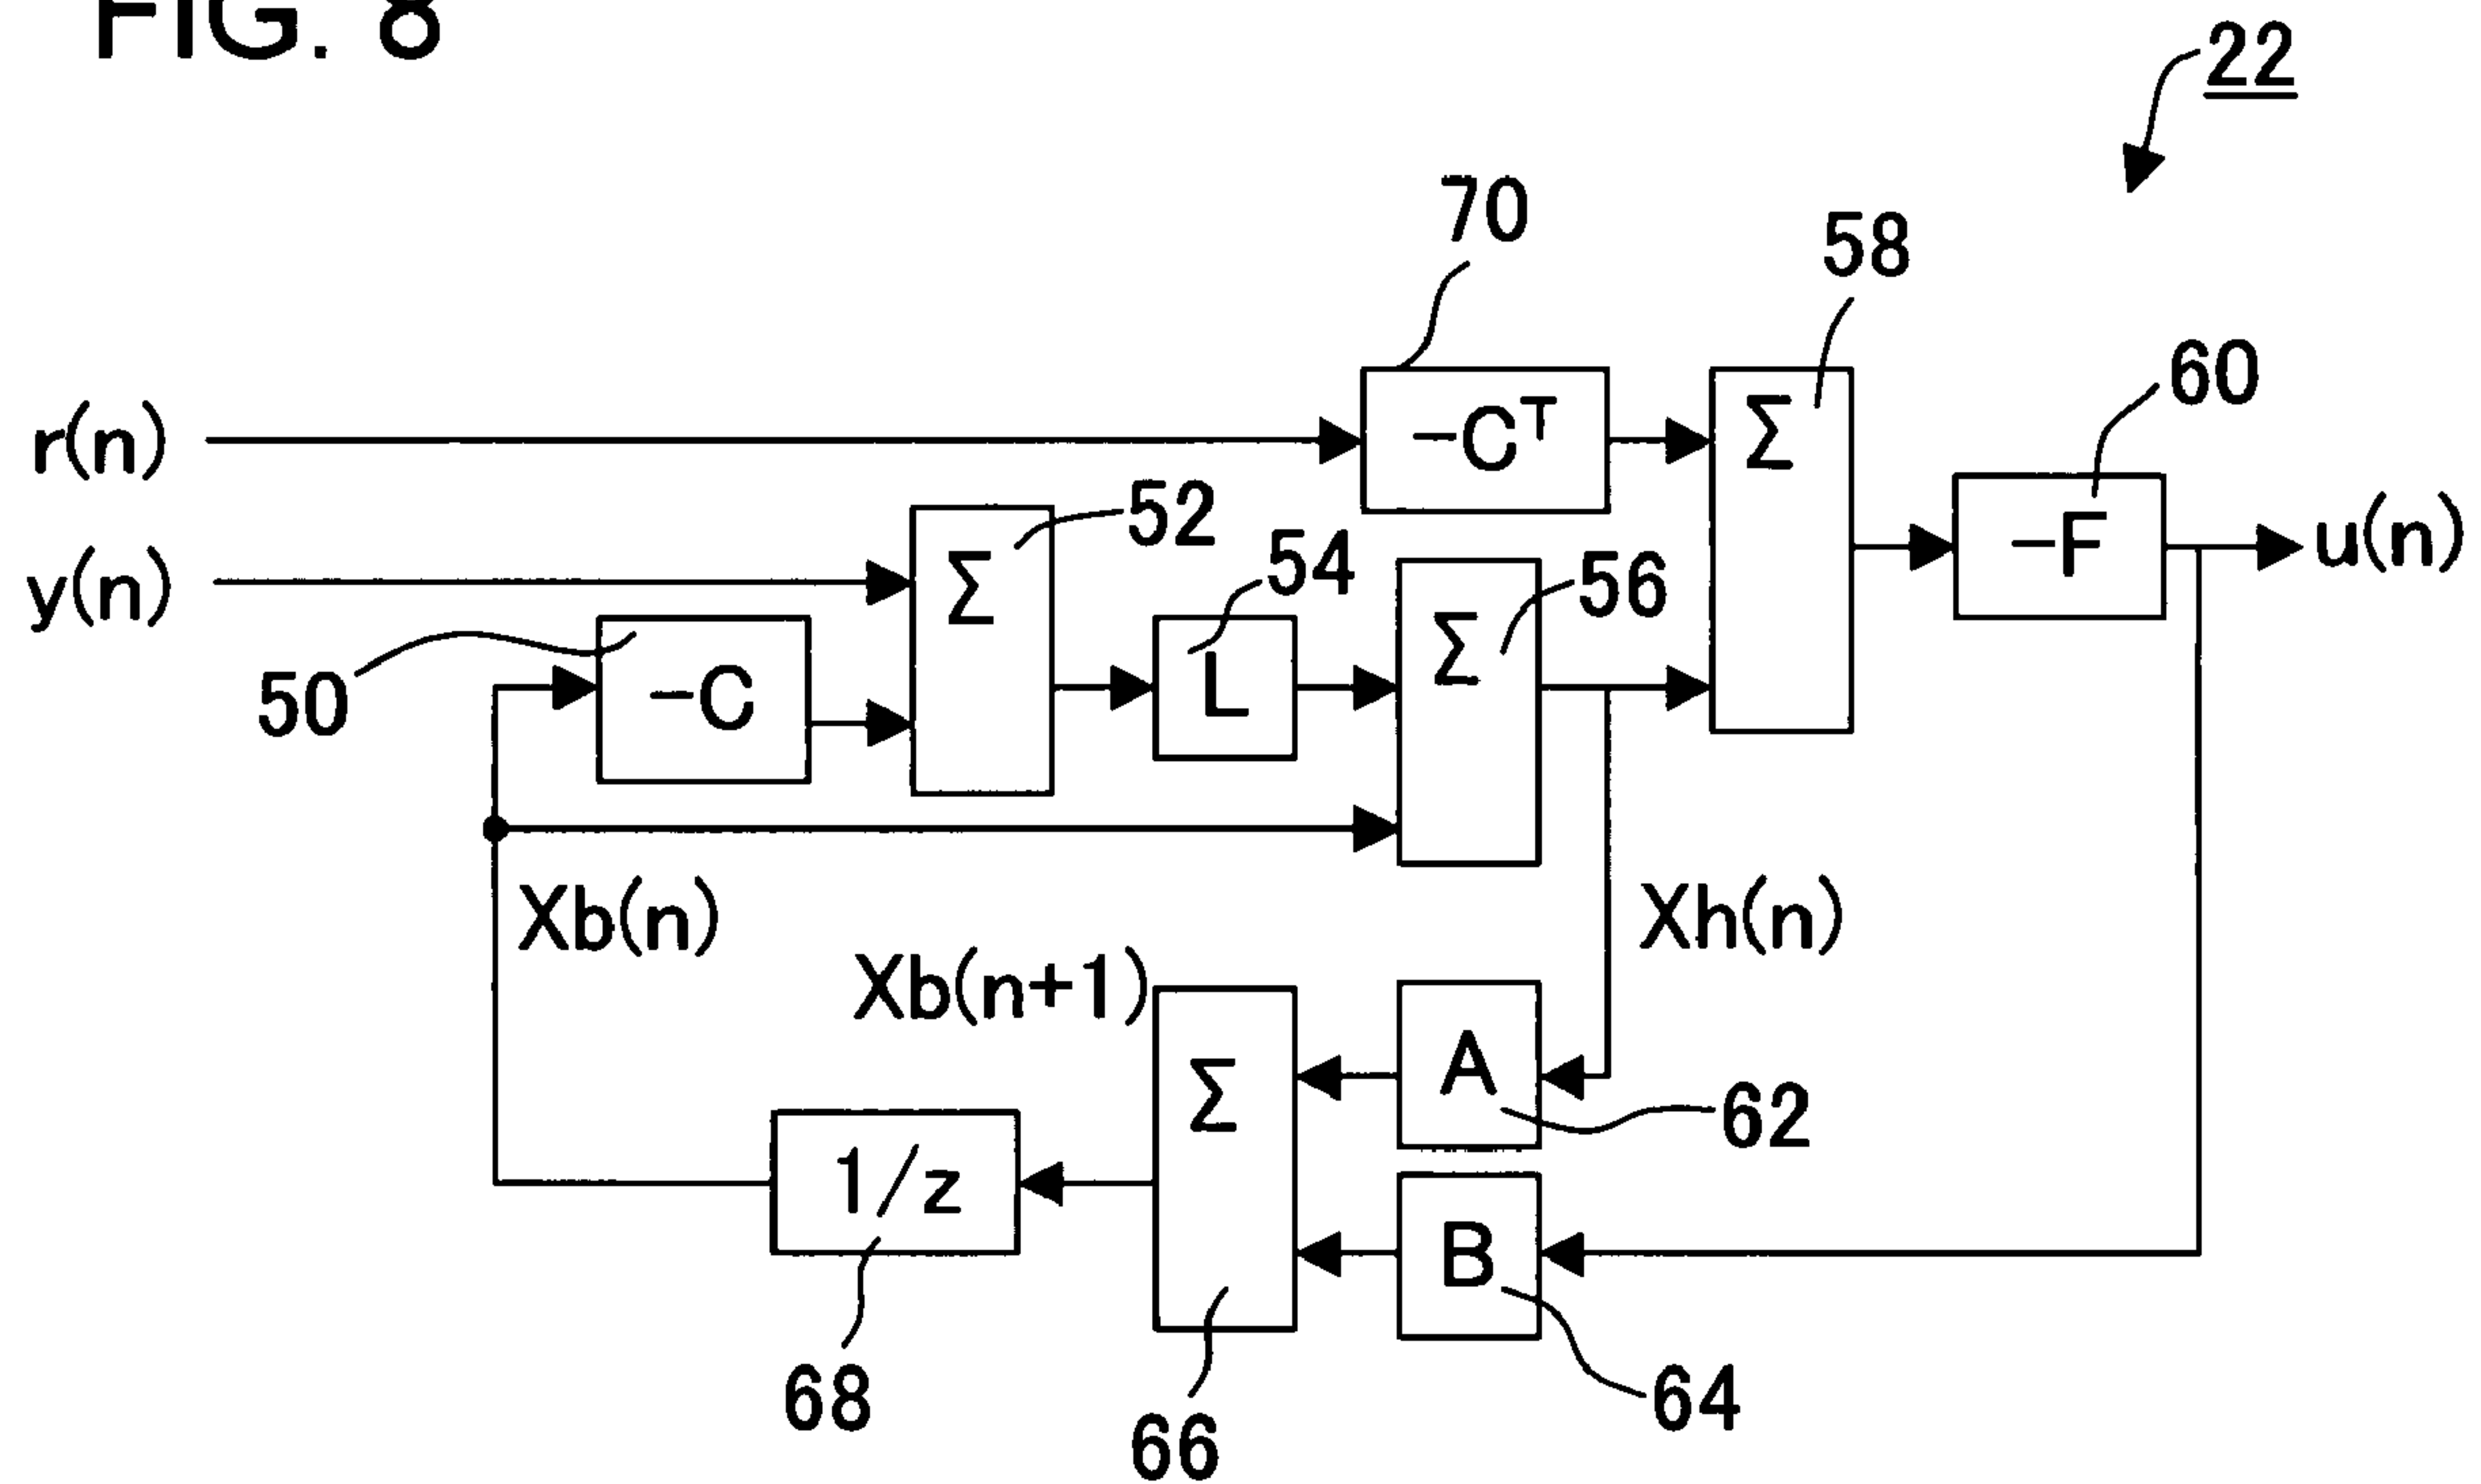 FIG. 8
22
70
58
60
r(n)
-Cᵀ
Σ
52
y(n)
Σ
54
56
-F
u(n)
50
-C
L
Σ
Xb(n)
Xh(n)
Xb(n+1)
A
62
Σ
1/z
B
68
66
64